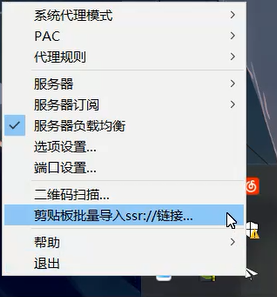 系统代理模式
PAC
代理规则
服务器
服务器订阅
服务器负载均衡
选项设置...
端口设置...
二维码扫描...
剪贴板批量导入ssr://链接...
帮助
退出